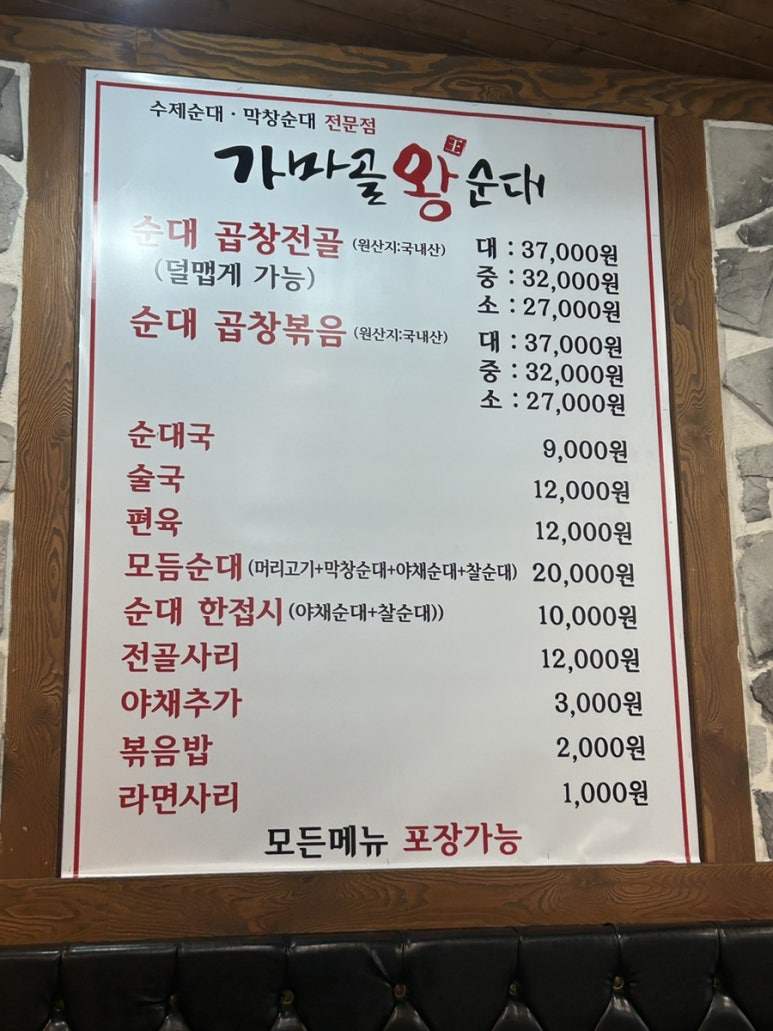 수제순대 · 막창순대 전문점
가마골 왕순대
王
순대 곱창전골 (원산지:국내산) 대 : 37,000원
(덜맵게 가능) 중 : 32,000원
소 : 27,000원
순대 곱창볶음 (원산지:국내산) 대 : 37,000원
중 : 32,000원
소 : 27,000원
순대국 9,000원
술국 12,000원
편육 12,000원
모듬순대 (머리고기+막창순대+야채순대+찰순대) 20,000원
순대 한접시 (야채순대+찰순대)) 10,000원
전골사리 12,000원
야채추가 3,000원
볶음밥 2,000원
라면사리 1,000원
모든메뉴 포장가능